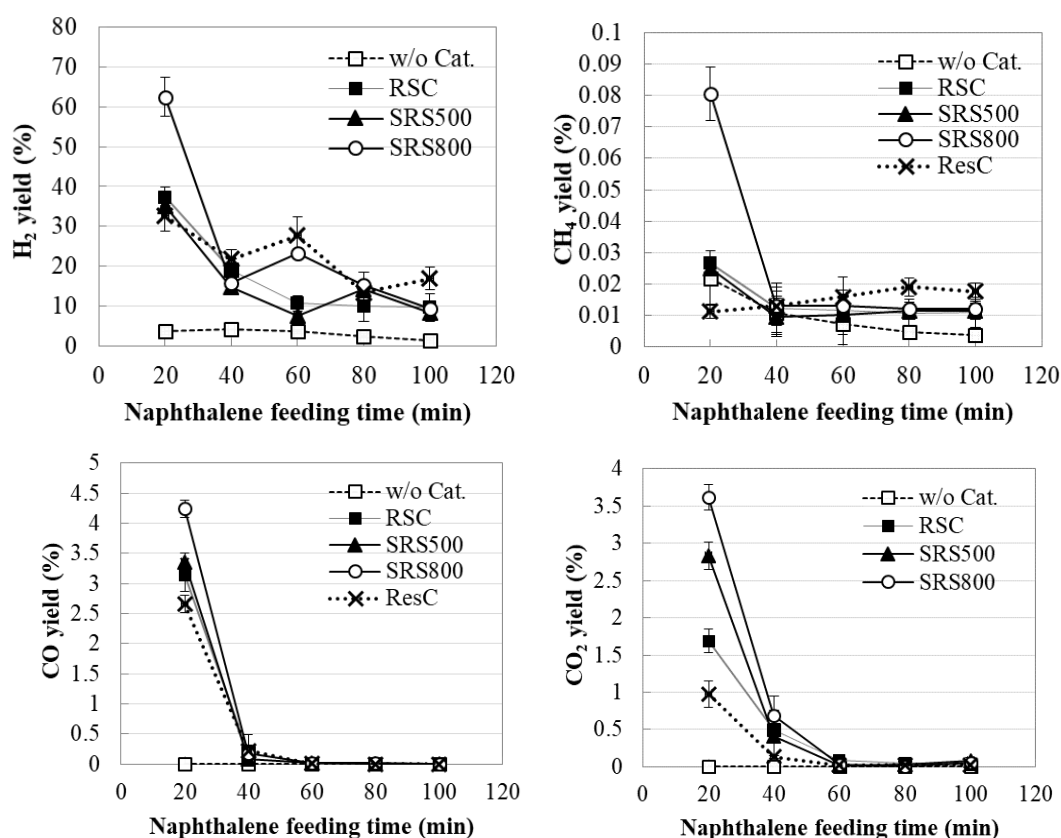 H2 yield (%)
80
70
60
50
40
30
20
10
0
0 20 40 60 80 100 120
Naphthalene feeding time (min)
w/o Cat.
RSC
SRS500
SRS800
CH4 yield (%)
0.1
0.09
0.08
0.07
0.06
0.05
0.04
0.03
0.02
0.01
0
0 20 40 60 80 100 120
Naphthalene feeding time (min)
w/o Cat.
RSC
SRS500
SRS800
ResC
CO yield (%)
5
4.5
4
3.5
3
2.5
2
1.5
1
0.5
0
0 20 40 60 80 100 120
Naphthalene feeding time (min)
w/o Cat.
RSC
SRS500
SRS800
ResC
CO2 yield (%)
4
3.5
3
2.5
2
1.5
1
0.5
0
0 20 40 60 80 100 120
Naphthalene feeding time (min)
w/o Cat.
RSC
SRS500
SRS800